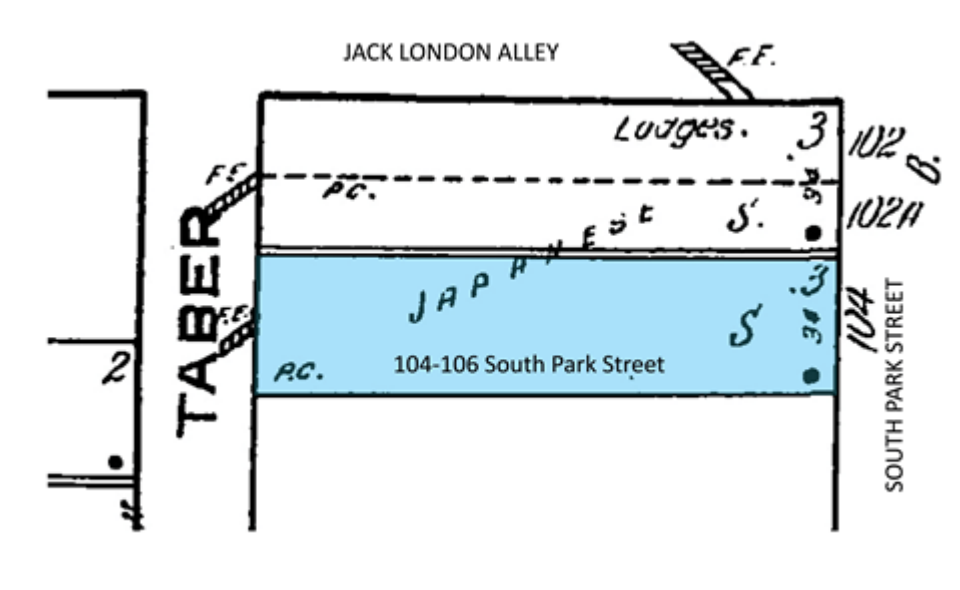 JACK LONDON ALLEY
F.E.
Lodges.
3
102
B.
F.E.
P.C.
S.
102A
JAPANESE
TABER
.3
104
F.E.
S
2
P.C.
104-106 South Park Street
SOUTH PARK STREET